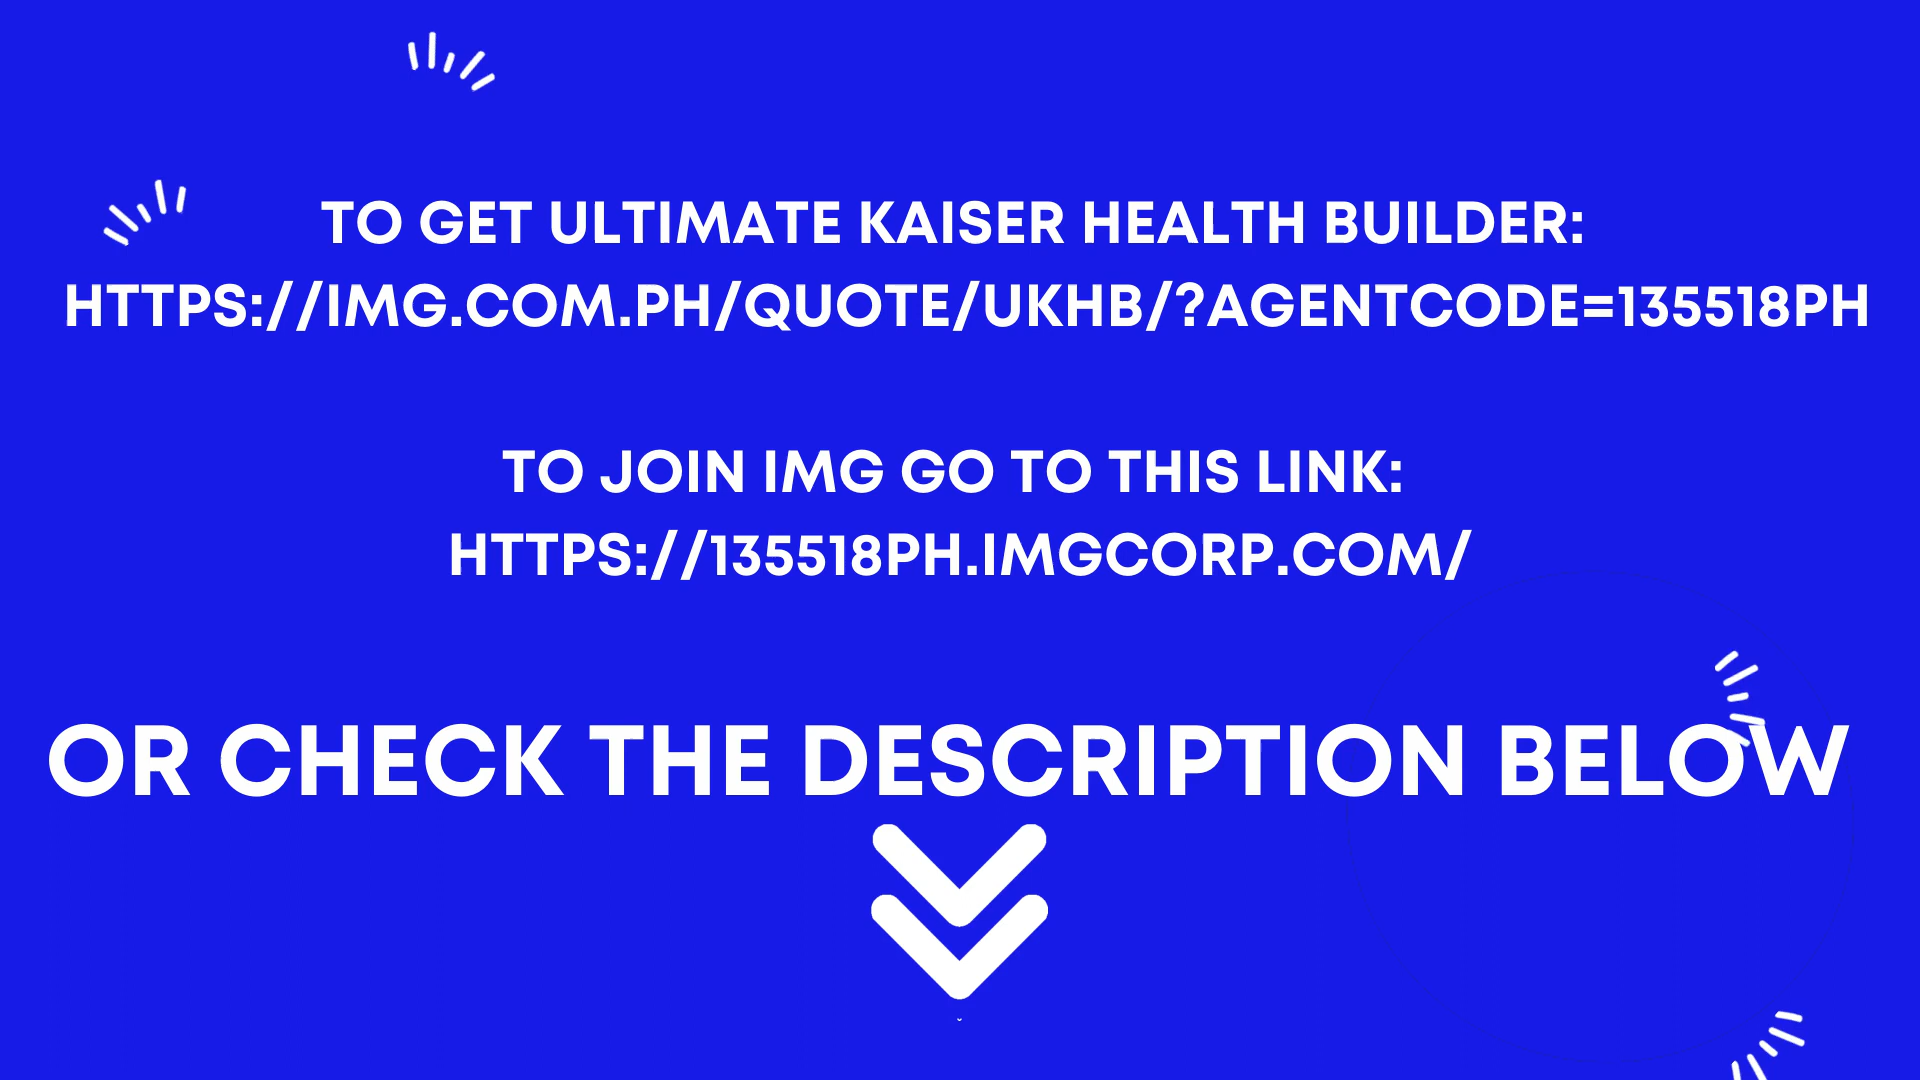 TO GET ULTIMATE KAISER HEALTH BUILDER:
HTTPS://IMG.COM.PH/QUOTE/UKHB/?AGENTCODE=135518PH
TO JOIN IMG GO TO THIS LINK:
HTTPS://135518PH.IMGCORP.COM/
OR CHECK THE DESCRIPTION BELOW